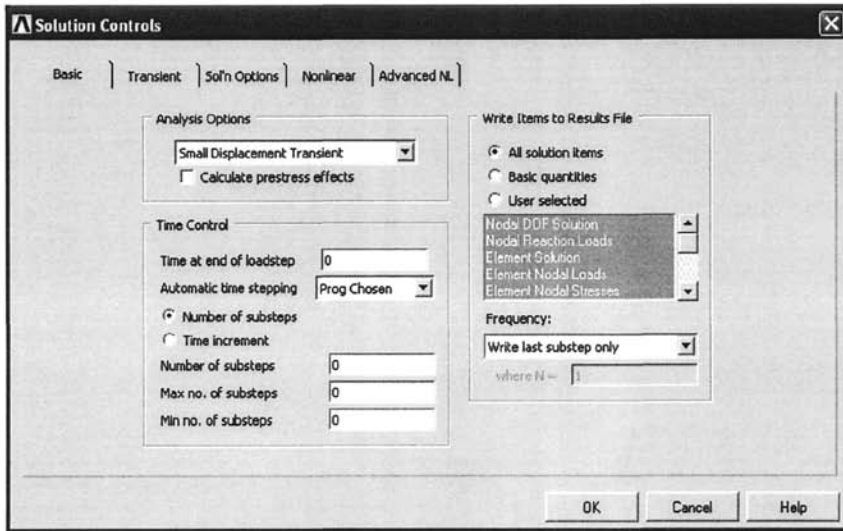 Solution Controls
Basic
Transient
Sol'n Options
Nonlinear
Advanced NL
Analysis Options
Small Displacement Transient
Calculate prestress effects
Time Control
Time at end of loadstep 0
Automatic time stepping Prog Chosen
Number of substeps
Time increment
Number of substeps 0
Max no. of substeps 0
Min no. of substeps 0
Write Items to Results File
All solution items
Basic quantities
User selected
Nodal DOF Solution
Nodal Reaction Loads
Element Solution
Element Nodal Loads
Element Nodal Stresses
Frequency:
Write last substep only
where N = 1
OK
Cancel
Help